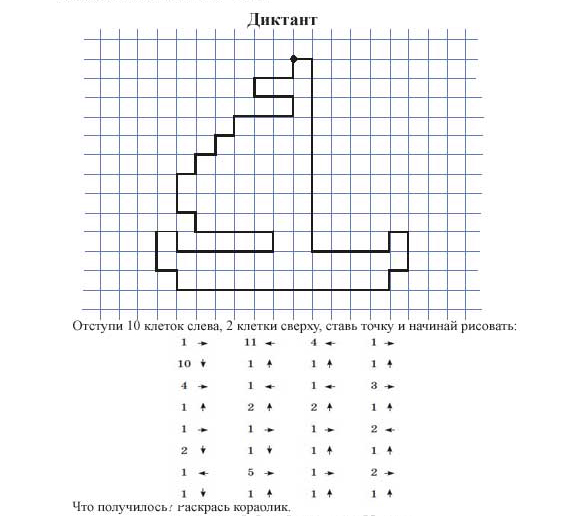 Диктант
Отступи 10 клеток слева, 2 клетки сверху, ставь точку и начинай рисовать:
1 → 11 ← 4 ← 1 →
10 ↓ 1 ↑ 1 ↑ 1 ↑
4 → 1 ← 1 ← 3 →
1 ↑ 2 ↑ 2 ↑ 1 ↑
1 → 1 → 1 → 2 ←
2 ↓ 1 ↓ 1 ↑ 1 ↑
1 ← 5 → 1 → 2 →
1 ↓ 1 ↑ 1 ↑ 1 ↑
Что получилось? Раскрась кораблик.